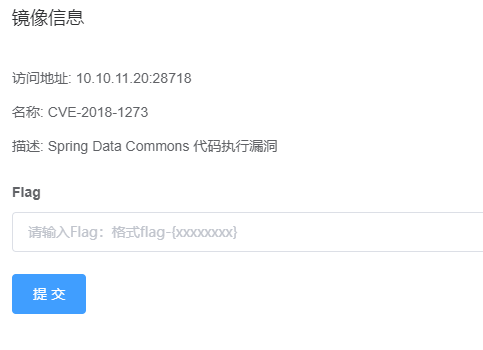 镜像信息
访问地址: 10.10.11.20:28718
名称: CVE-2018-1273
描述: Spring Data Commons 代码执行漏洞
Flag
请输入Flag：格式flag-{xxxxxxxx}
提 交